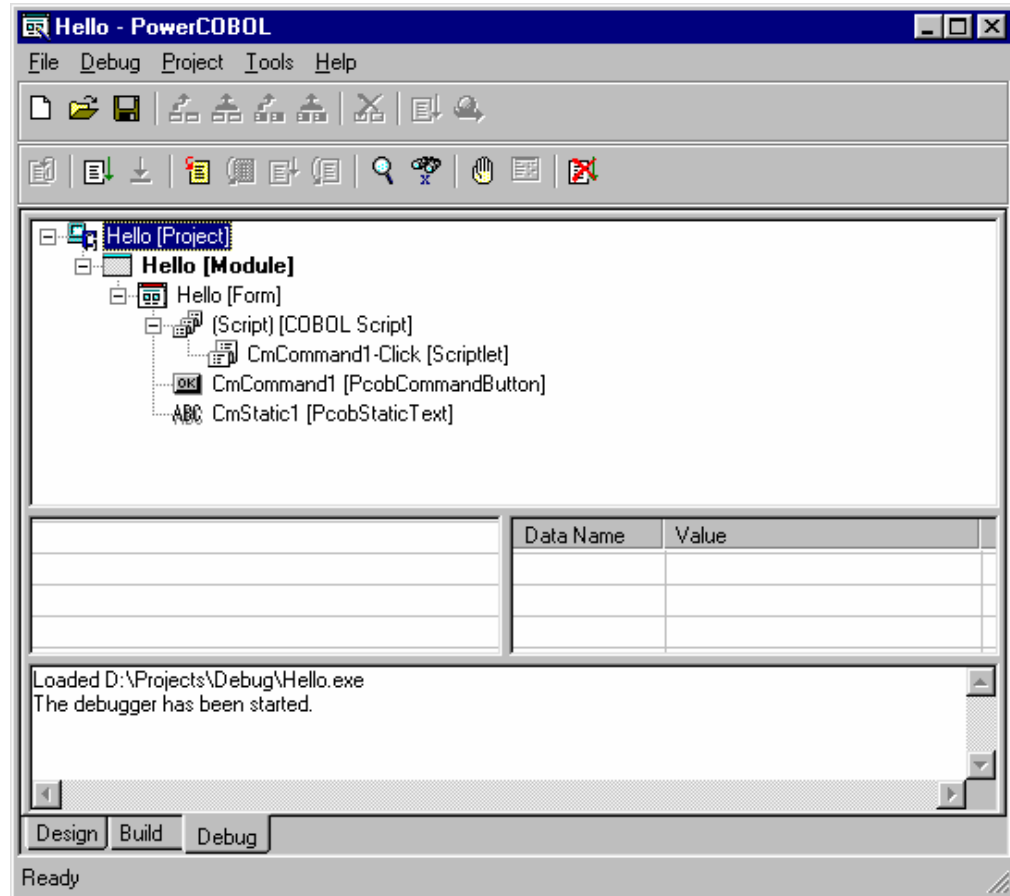 Hello - PowerCOBOL
File Debug Project Tools Help
Hello [Project]
Hello [Module]
Hello [Form]
(Script) [COBOL Script]
CmCommand1-Click [Scriptlet]
OK CmCommand1 [PcobCommandButton]
ABC CmStatic1 [PcobStaticText]
Data Name Value
Loaded D:\Projects\Debug\Hello.exe
The debugger has been started.
Design Build Debug
Ready